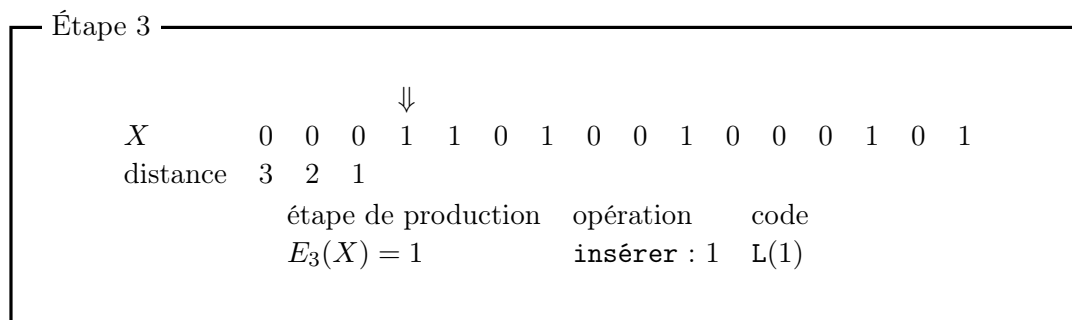 Étape 3
⇓
X 0 0 0 1 1 0 1 0 0 1 0 0 0 1 0 1
distance 3 2 1
étape de production opération code
E₃(X) = 1 insérer : 1 L(1)